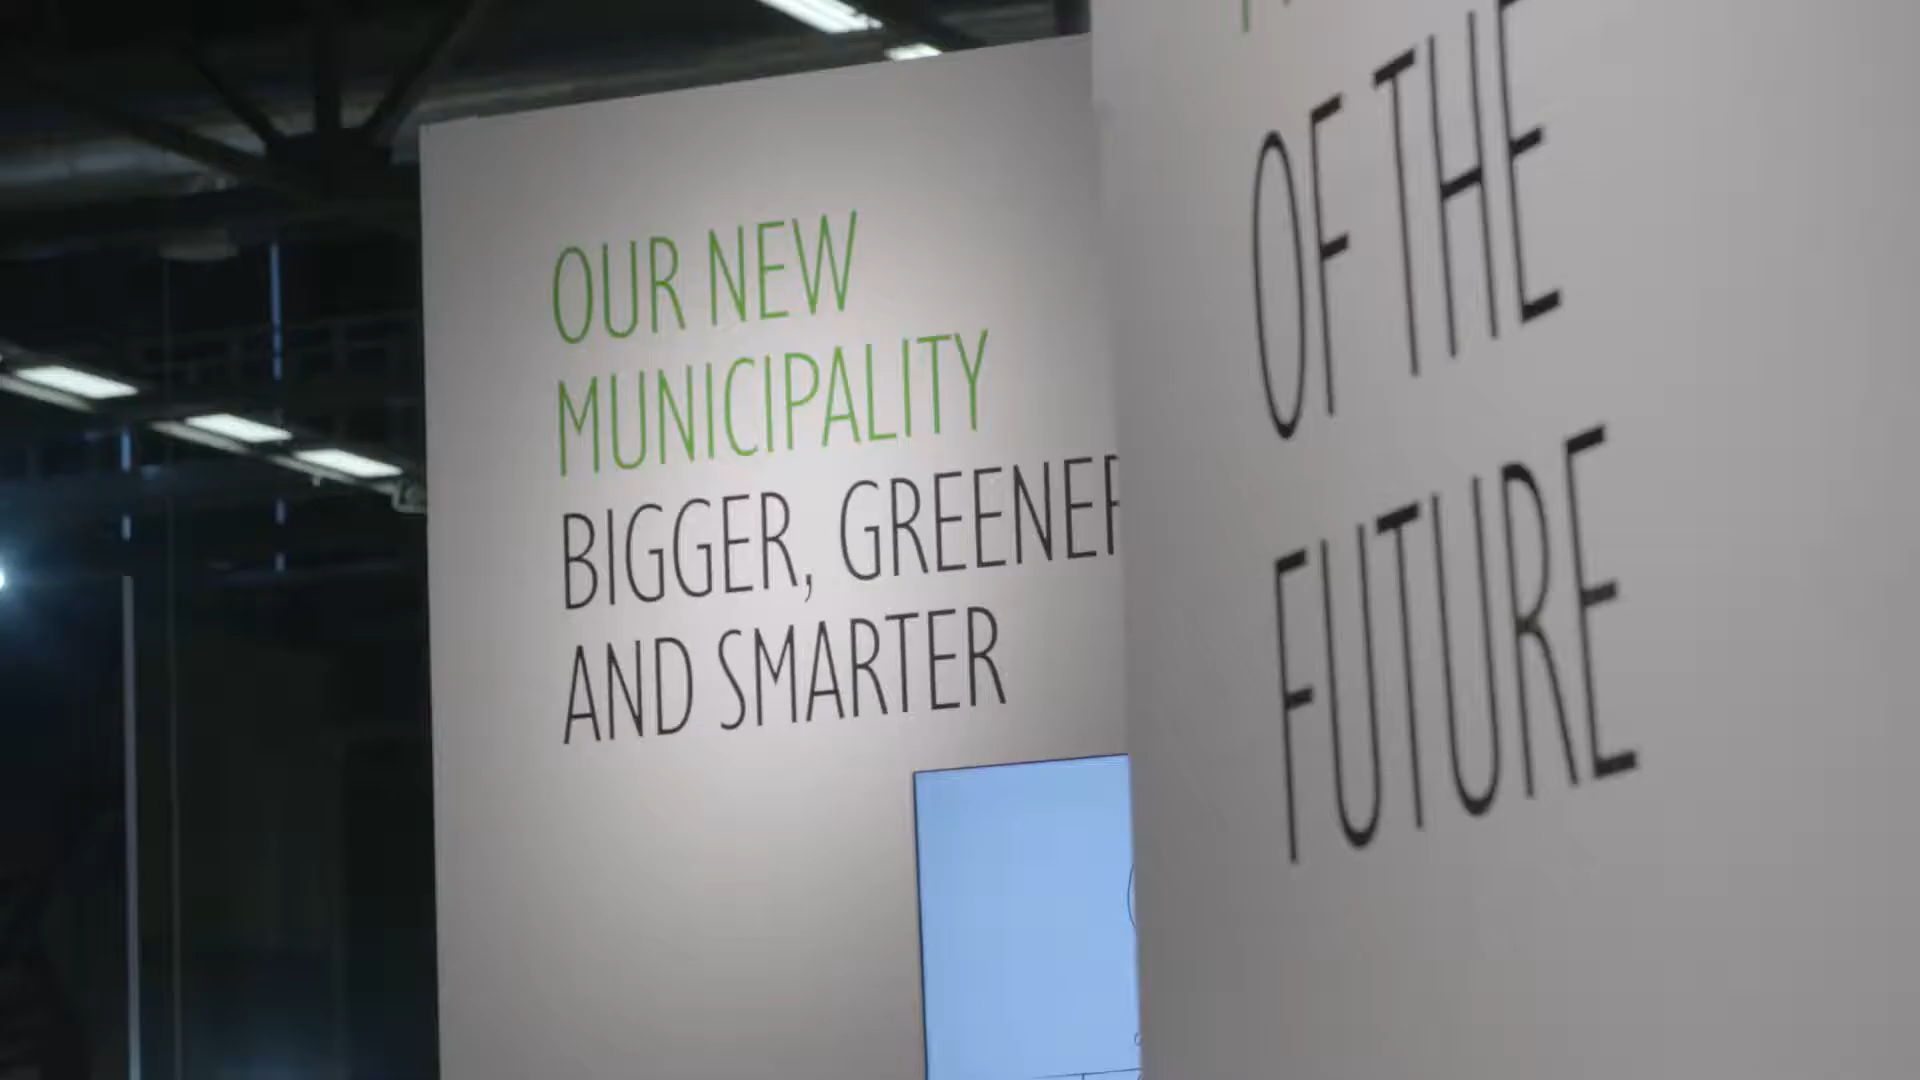 OUR NEW
MUNICIPALITY
BIGGER, GREENER
AND SMARTER
OF THE
FUTURE